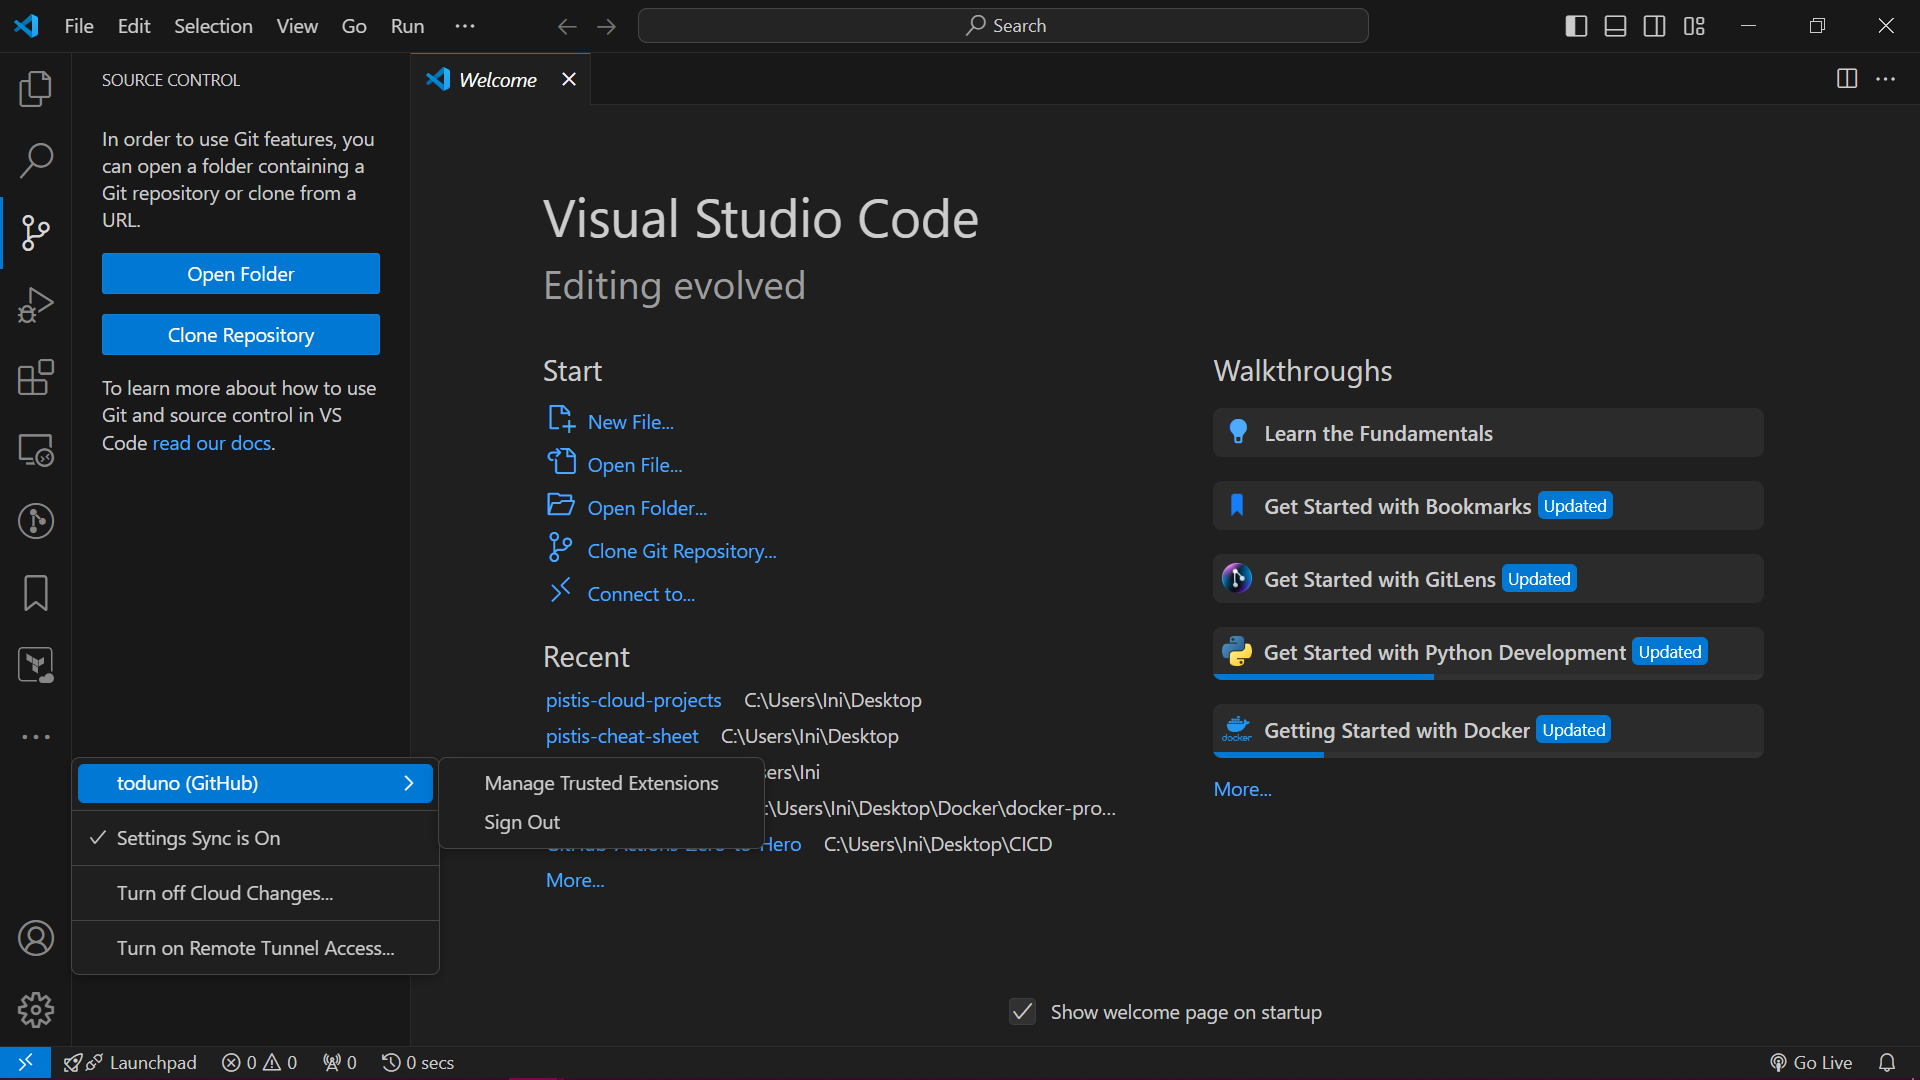 File Edit Selection View Go Run ···
Search
SOURCE CONTROL
In order to use Git features, you
can open a folder containing a
Git repository or clone from a
URL.
Open Folder
Clone Repository
To learn more about how to use
Git and source control in VS
Code read our docs.
Welcome
Visual Studio Code
Editing evolved
Start
New File...
Open File...
Open Folder...
Clone Git Repository...
Connect to...
Recent
pistis-cloud-projects C:\Users\Ini\Desktop
pistis-cheat-sheet C:\Users\Ini\Desktop
ers\Ini
:\Users\Ini\Desktop\Docker\docker-pro...
GitHub-Actions-Zero-to-Hero C:\Users\Ini\Desktop\CICD
More...
Walkthroughs
Learn the Fundamentals
Get Started with Bookmarks Updated
Get Started with GitLens Updated
Get Started with Python Development Updated
docker Getting Started with Docker Updated
More...
toduno (GitHub)
Settings Sync is On
Turn off Cloud Changes...
Turn on Remote Tunnel Access...
Manage Trusted Extensions
Sign Out
Show welcome page on startup
Launchpad 0 0 0 0 secs
Go Live